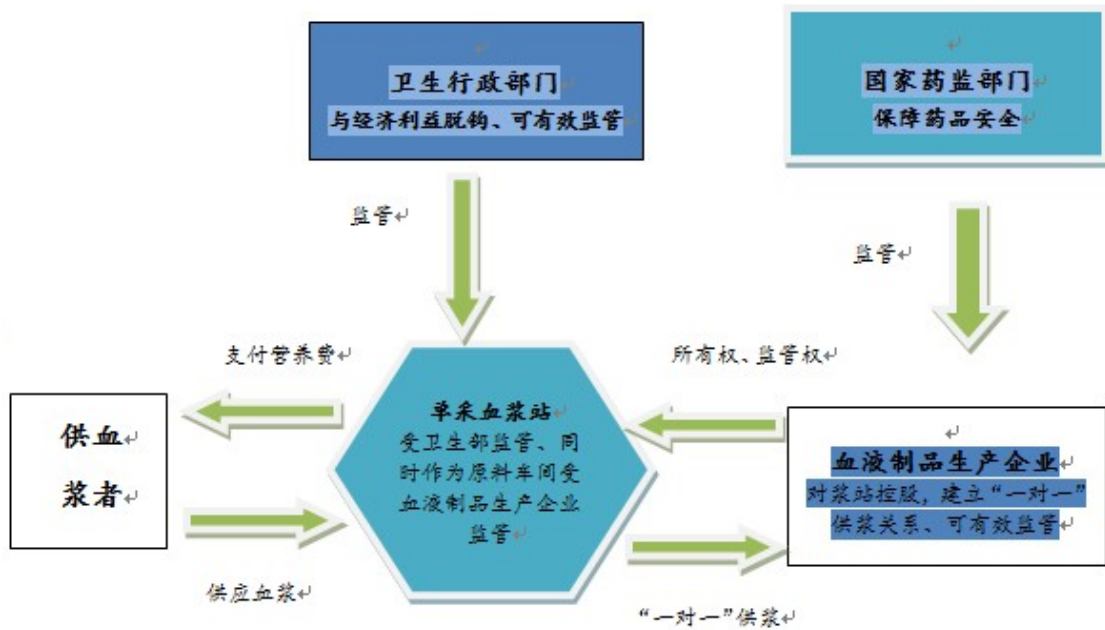 卫生行政部门
与经济利益脱钩、可有效监管
国家药监部门
保障药品安全
监管
监管
支付营养费
所有权、监管权
供血
浆者
单采血浆站
受卫生部监管、同
时作为原料车间受
血液制品生产企业
监管
血液制品生产企业
对浆站控股，建立“一对一”
供浆关系、可有效监管
供应血浆
“一对一”供浆